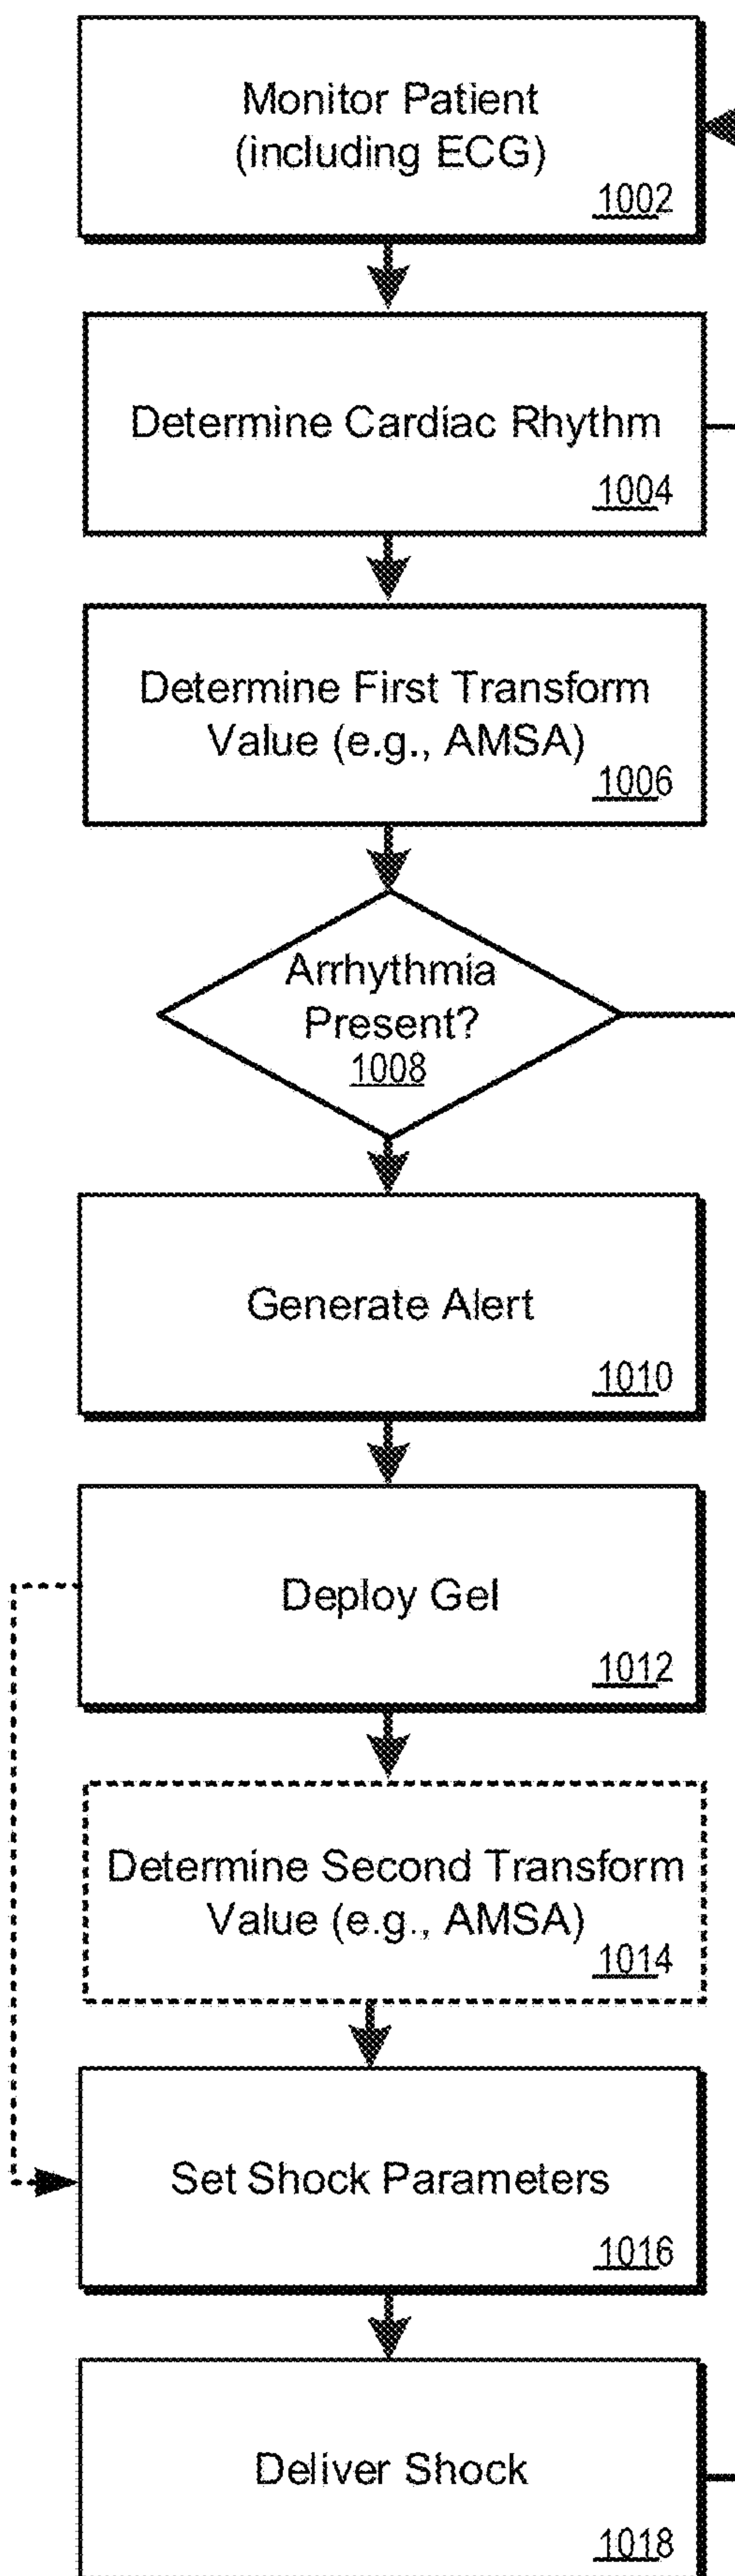 Monitor Patient
(including ECG)
1002
Determine Cardiac Rhythm
1004
Determine First Transform
Value (e.g., AMSA)
1006
Arrhythmia
Present?
1008
Generate Alert
1010
Deploy Gel
1012
Determine Second Transform
Value (e.g., AMSA)
1014
Set Shock Parameters
1016
Deliver Shock
1018